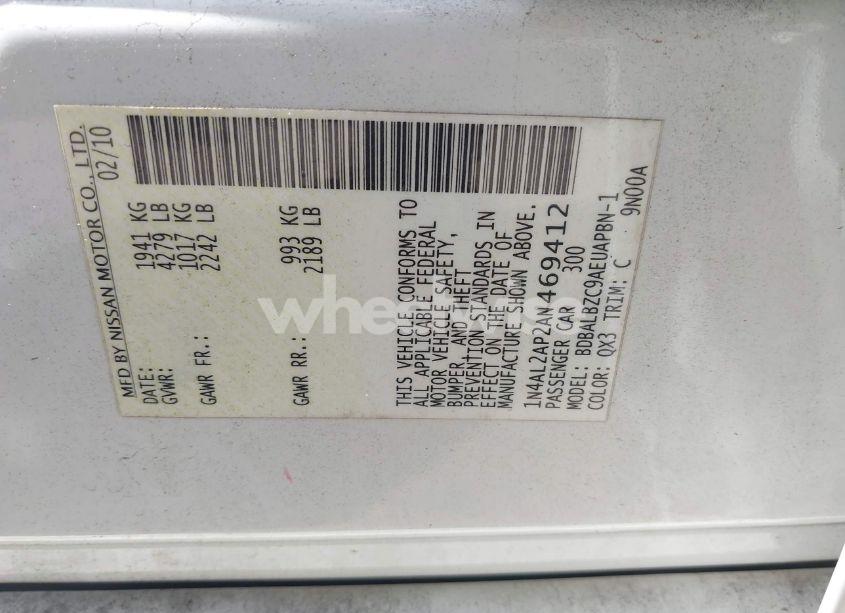 MFD BY NISSAN MOTOR CO., LTD.
DATE: 02/10
GVWR: 1941 KG
4279 LB
GAWR FR.: 1017 KG
2242 LB
GAWR RR.: 993 KG
2189 LB
THIS VEHICLE CONFORMS TO
ALL APPLICABLE FEDERAL
MOTOR VEHICLE SAFETY,
BUMPER, AND THEFT
PREVENTION STANDARDS IN
EFFECT ON THE DATE OF
MANUFACTURE SHOWN ABOVE.
1N4AL2AP2AN469412
PASSENGER CAR 300
MODEL: BDBALBZC9AEUAPBN-1
COLOR: QX3 TRIM: C 9N00A